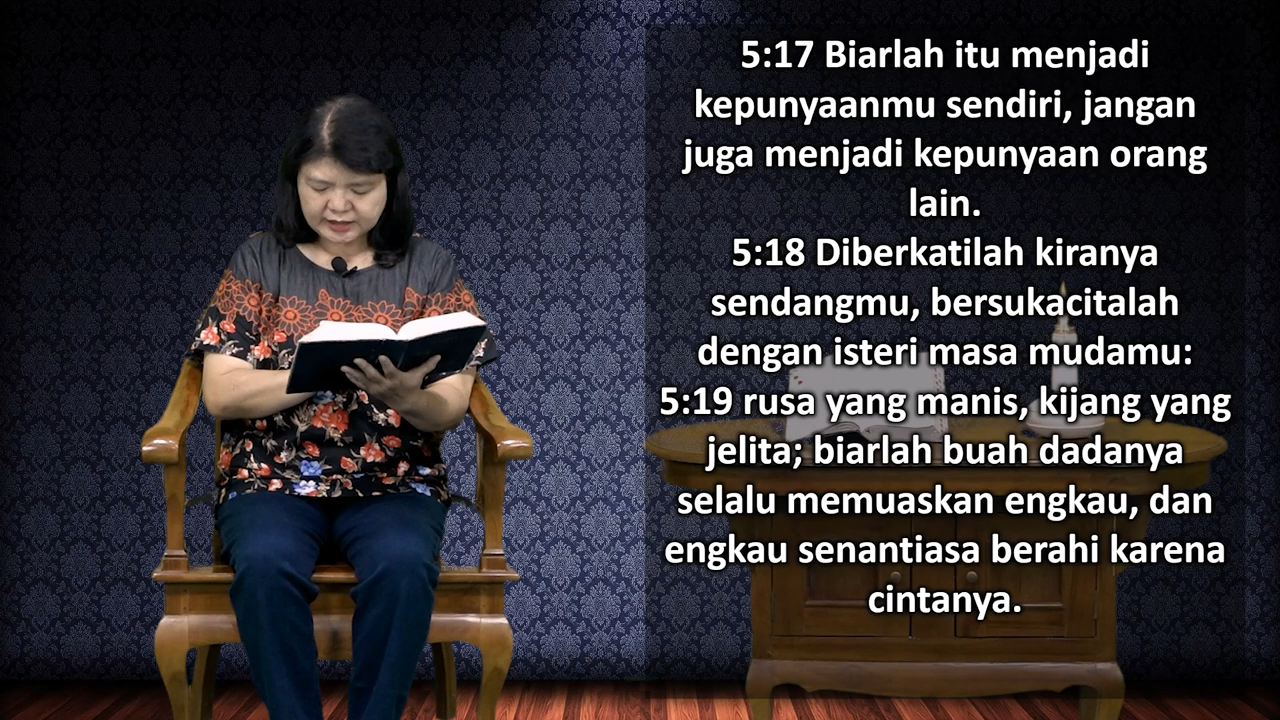 5:17 Biarlah itu menjadi
kepunyaanmu sendiri, jangan
juga menjadi kepunyaan orang
lain.
5:18 Diberkatilah kiranya
sendangmu, bersukacitalah
dengan isteri masa mudamu:
5:19 rusa yang manis, kijang yang
jelita; biarlah buah dadanya
selalu memuaskan engkau, dan
engkau senantiasa berahi karena
cintanya.